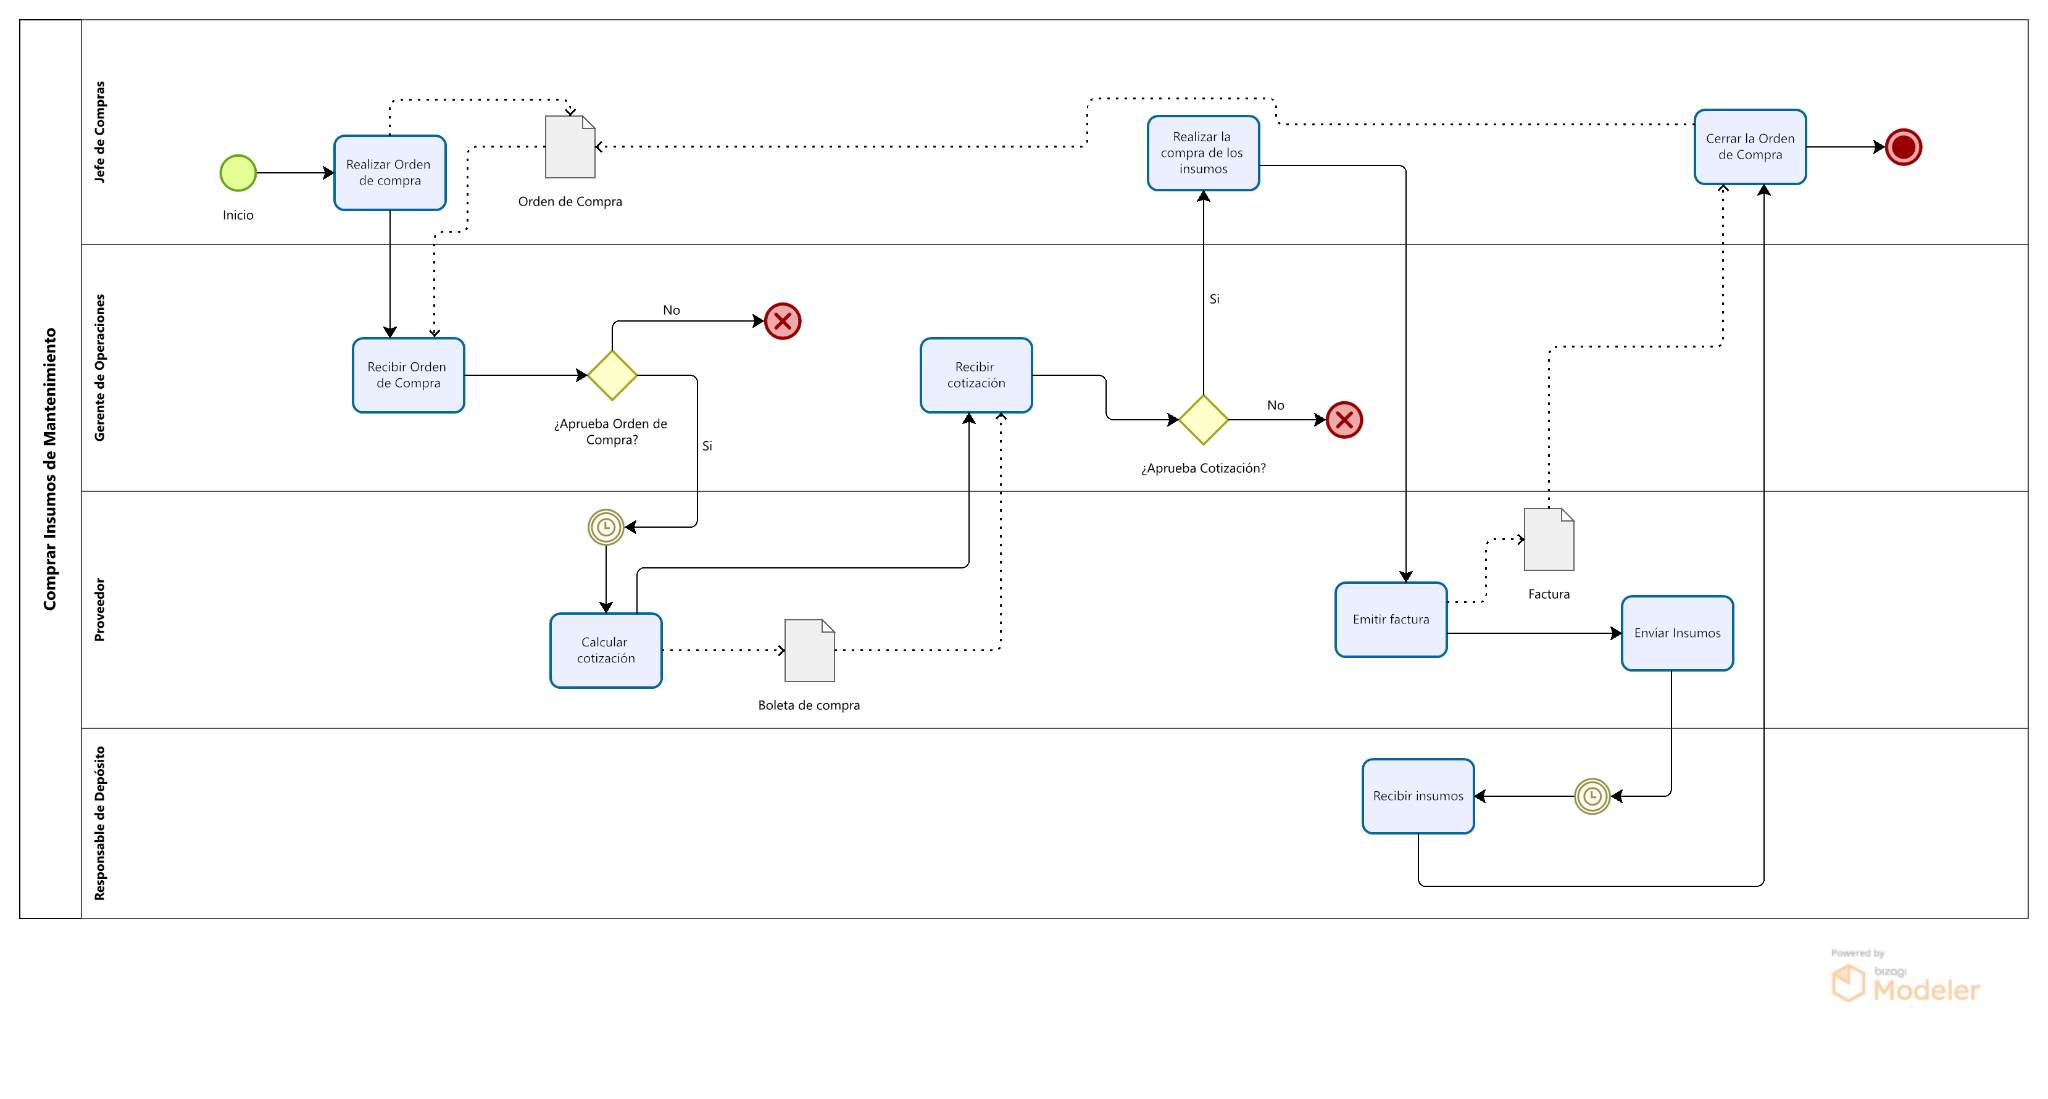 Comprar Insumos de Mantenimiento
Jefe de Compras
Inicio
Realizar Orden
de compra
Orden de Compra
Realizar la
compra de los
insumos
Cerrar la Orden
de Compra
Gerente de Operaciones
Recibir Orden
de Compra
No
¿Aprueba Orden de
Compra?
Si
Recibir
cotización
Si
No
¿Aprueba Cotización?
Proveedor
Calcular
cotización
Boleta de compra
Emitir factura
Factura
Envíar Insumos
Responsable de Depósito
Recibir insumos
Powered by
bizagi
Modeler